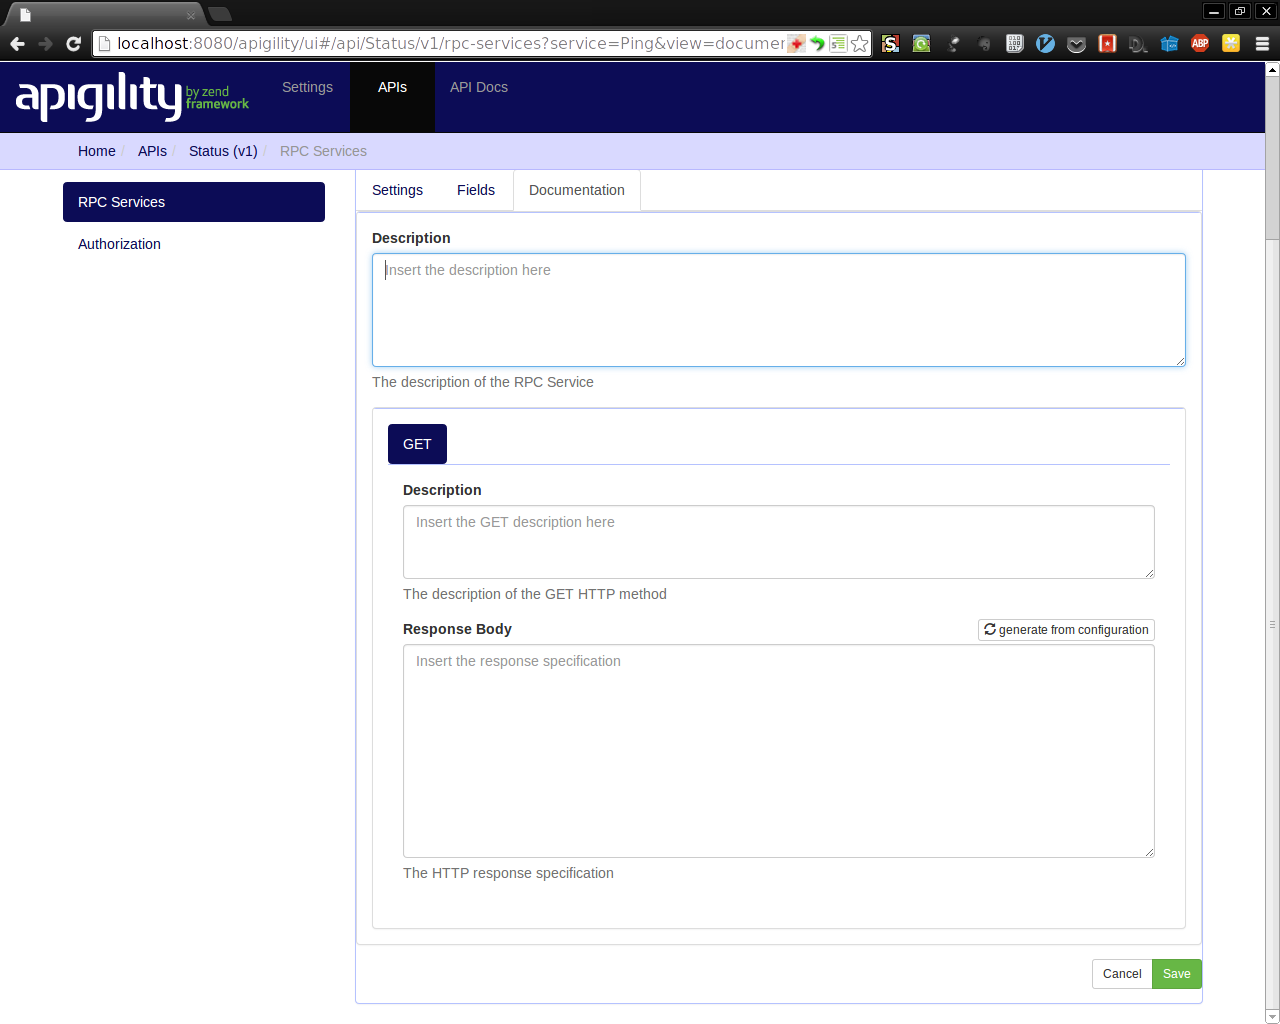 localhost:8080/apigility/ui#/api/Status/v1/rpc-services?service=Ping&view=documen
apigility by zend framework
Settings
APIs
API Docs
Home / APIs / Status (v1) / RPC Services
RPC Services
Authorization
Settings
Fields
Documentation
Description
Insert the description here
The description of the RPC Service
GET
Description
Insert the GET description here
The description of the GET HTTP method
Response Body
generate from configuration
Insert the response specification
The HTTP response specification
Cancel
Save